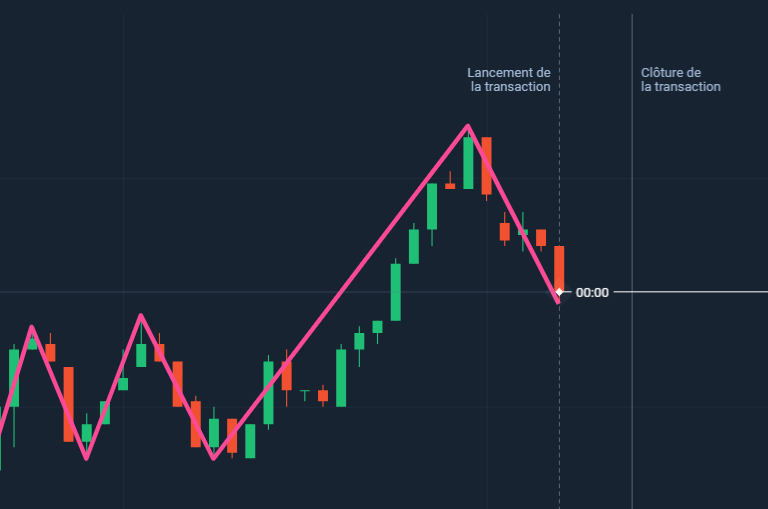 Lancement de
la transaction
Clôture de
la transaction
00:00